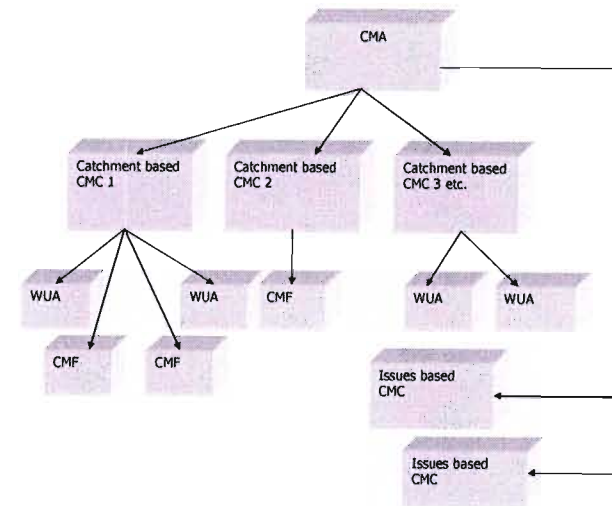 CMA
Catchment based
CMC 1
Catchment based
CMC 2
Catchment based
CMC 3 etc.
WUA
WUA
CMF
WUA
WUA
CMF
CMF
Issues based
CMC
Issues based
CMC